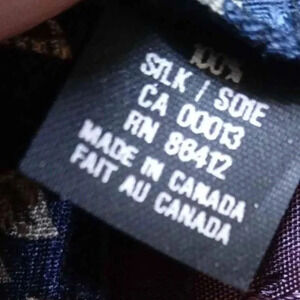 100%
SILK / SOIE
CA 00013
RN 86412
MADE IN CANADA
FAIT AU CANADA